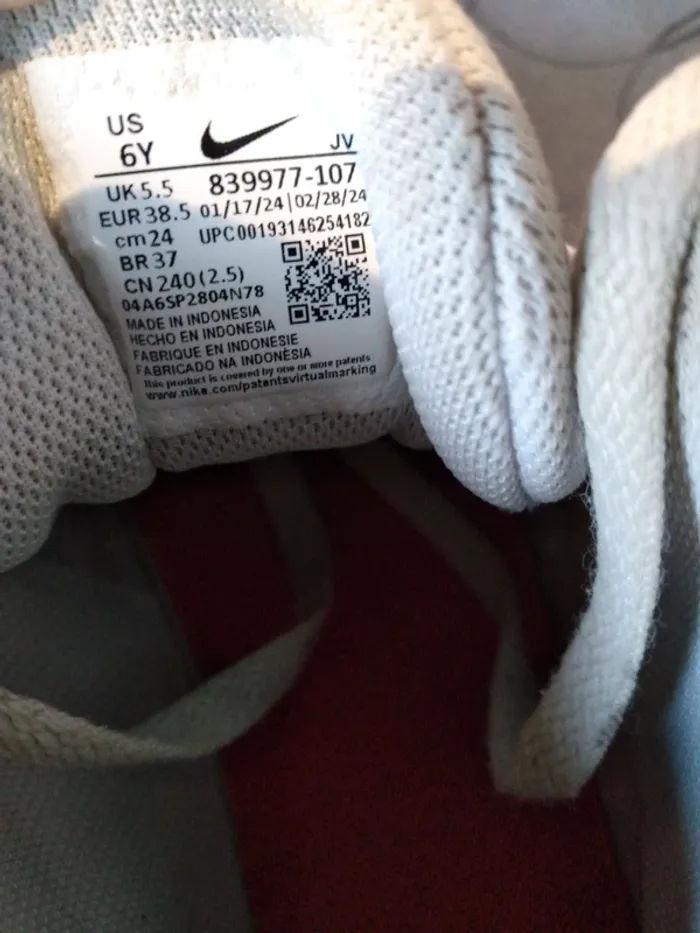 US
6Y
JV
UK 5.5 839977-107
EUR 38.5 01/17/24|02/28/24
cm 24 UPC00193146254182
BR 37
CN 240 (2.5)
04A6SP2804N78
MADE IN INDONESIA
HECHO EN INDONESIA
FABRIQUE EN INDONESIE
FABRICADO NA INDONÈSIA
This product is covered by one or more patents
www.nike.com/patentsvirtualmarking